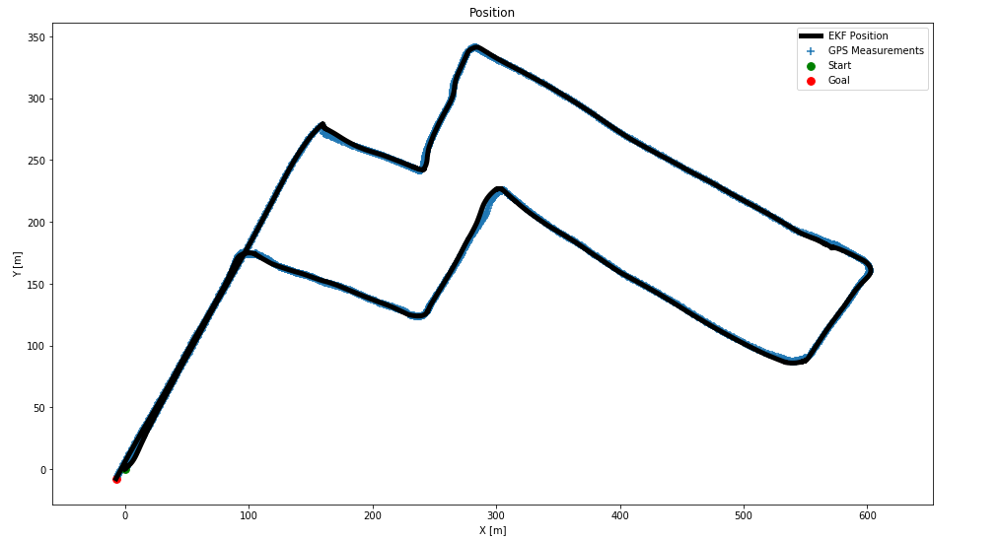 Position
EKF Position
GPS Measurements
Start
Goal
350
300
250
200
150
100
50
0
Y [m]
0 100 200 300 400 500 600
X [m]